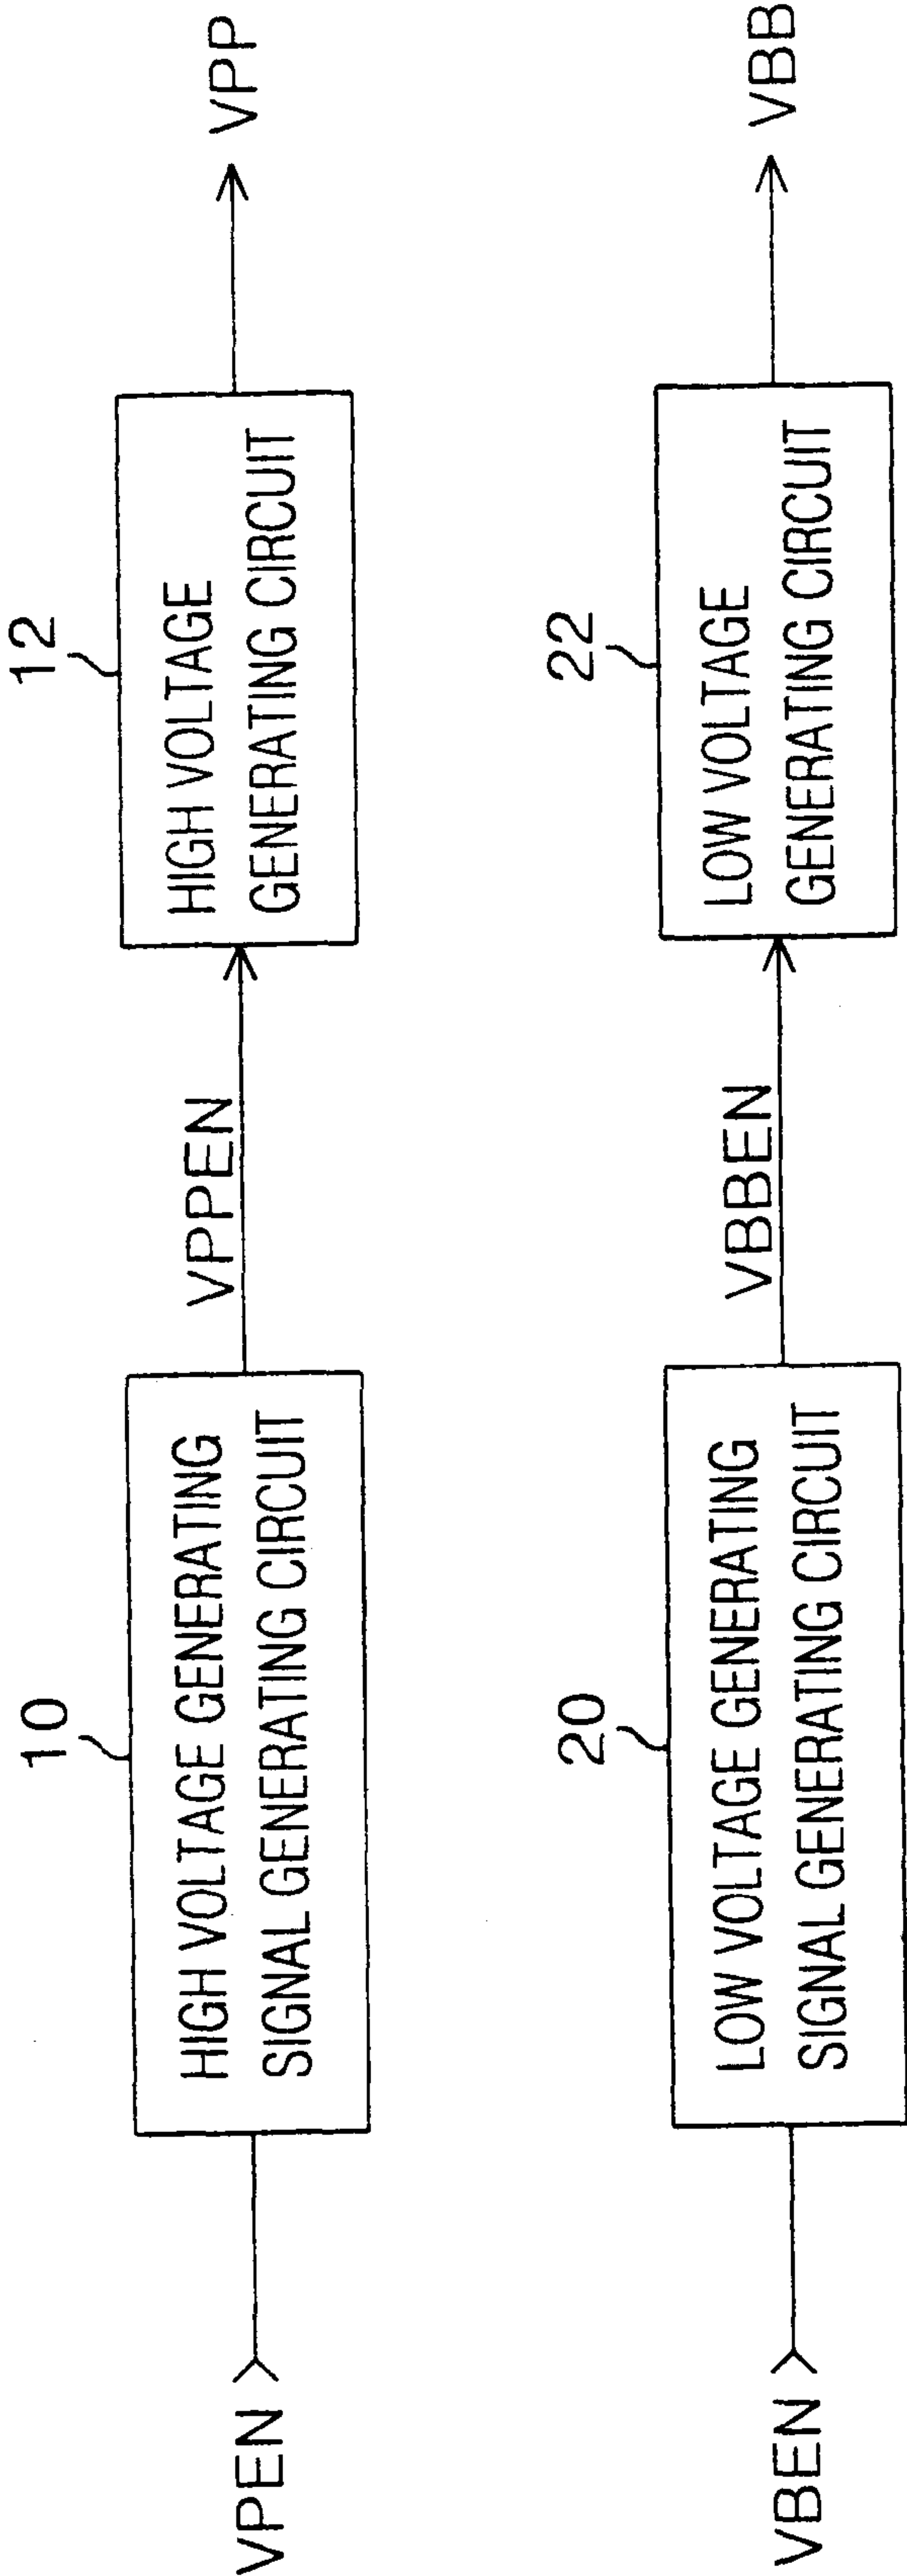 10
12
VPEN
HIGH VOLTAGE GENERATING
SIGNAL GENERATING CIRCUIT
VPPEN
HIGH VOLTAGE
GENERATING CIRCUIT
VPP
20
22
VBEN
LOW VOLTAGE GENERATING
SIGNAL GENERATING CIRCUIT
VBBEN
LOW VOLTAGE
GENERATING CIRCUIT
VBB